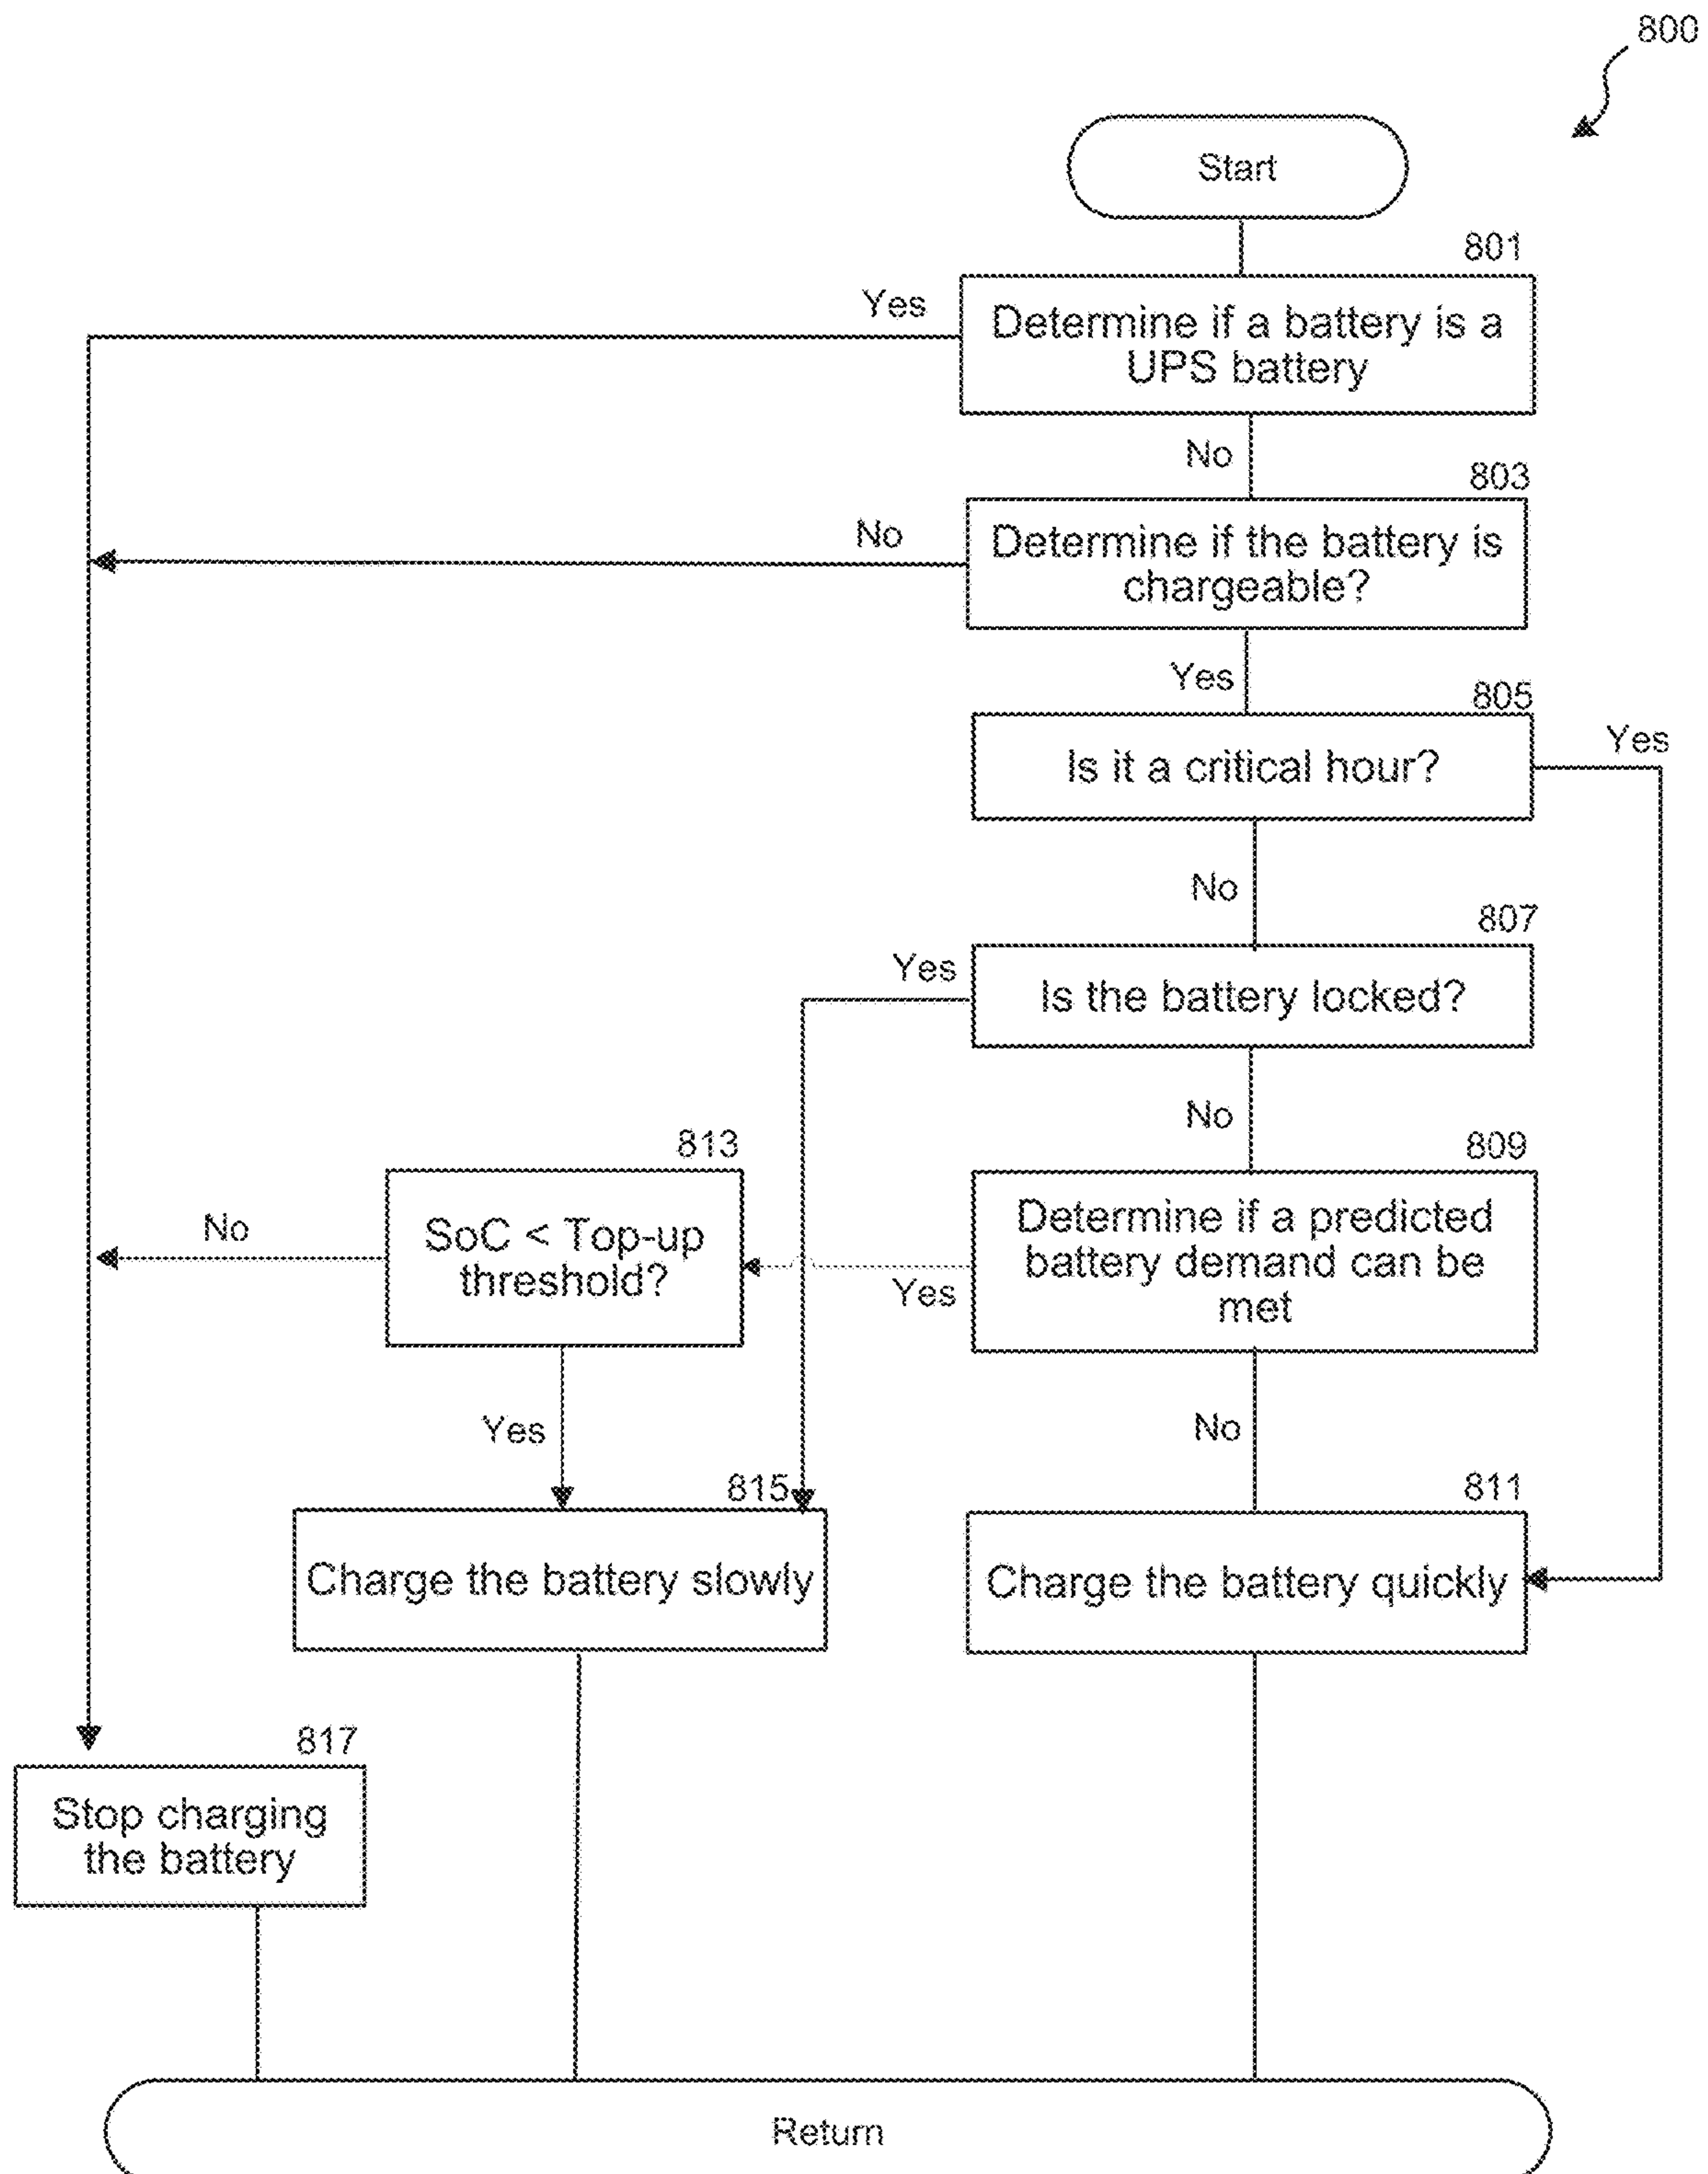 800
Start
801
Yes
Determine if a battery is a
UPS battery
No
803
No
Determine if the battery is
chargeable?
Yes
805
Yes
Is it a critical hour?
No
807
Yes
Is the battery locked?
No
813
809
No
SoC < Top-up
threshold?
Yes
Determine if a predicted
battery demand can be
met
Yes
No
815
811
Charge the battery slowly
Charge the battery quickly
817
Stop charging
the battery
Return